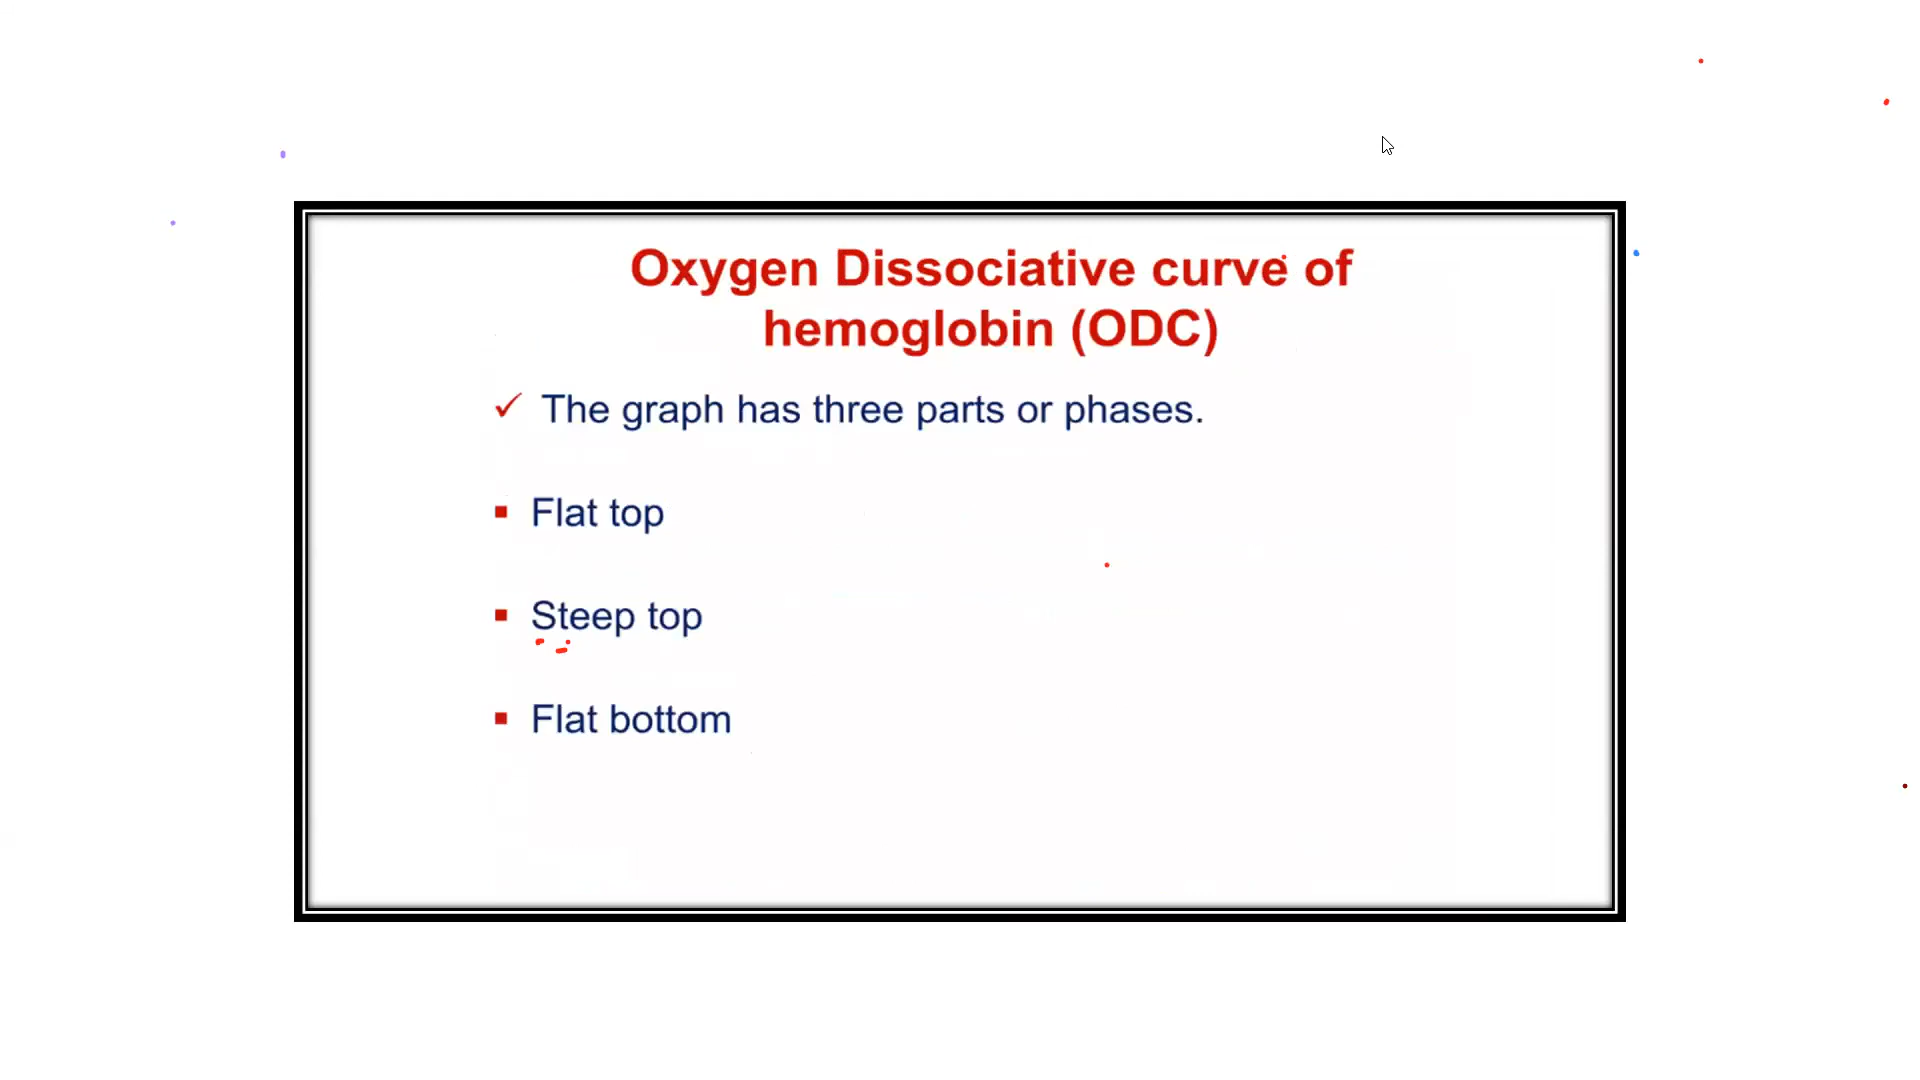 Oxygen Dissociative curve of
hemoglobin (ODC)
✓ The graph has three parts or phases.
▪ Flat top
▪ Steep top
▪ Flat bottom